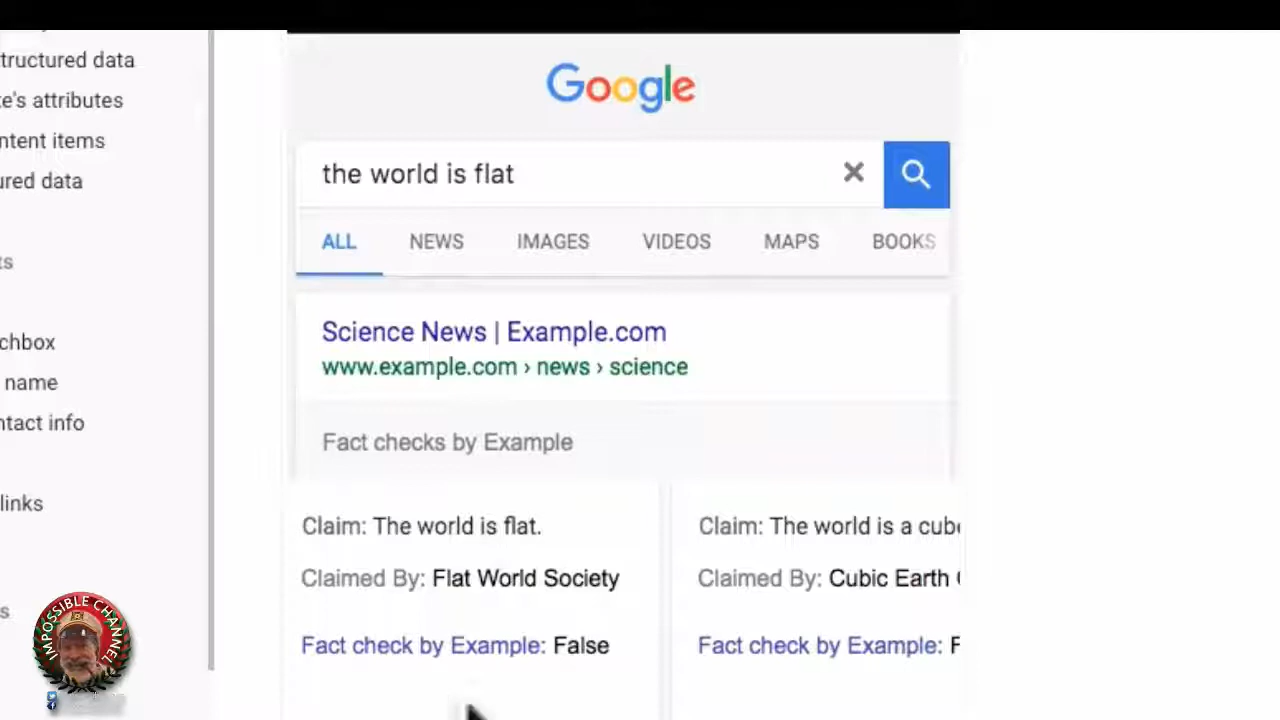 tructured data
te's attributes
ntent items
ured data
ts
chbox
name
ntact info
links
s
Google
the world is flat
ALL NEWS IMAGES VIDEOS MAPS BOOKS
Science News | Example.com
www.example.com › news › science
Fact checks by Example
Claim: The world is flat.
Claimed By: Flat World Society
Fact check by Example: False
Claim: The world is a cube
Claimed By: Cubic Earth
Fact check by Example: F
IMPOSSIBLE CHANNEL